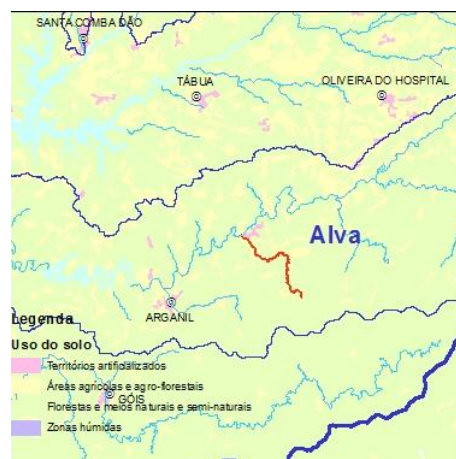 SANTA COMBA DÃO
TÁBUA
OLIVEIRA DO HOSPITAL
Alva
ARGANIL
Legenda
Uso do solo
Territórios artificializados
Áreas agrícolas e agro-florestais
Florestas e meios naturais e semi-naturais
GÓIS
Zonas húmidas